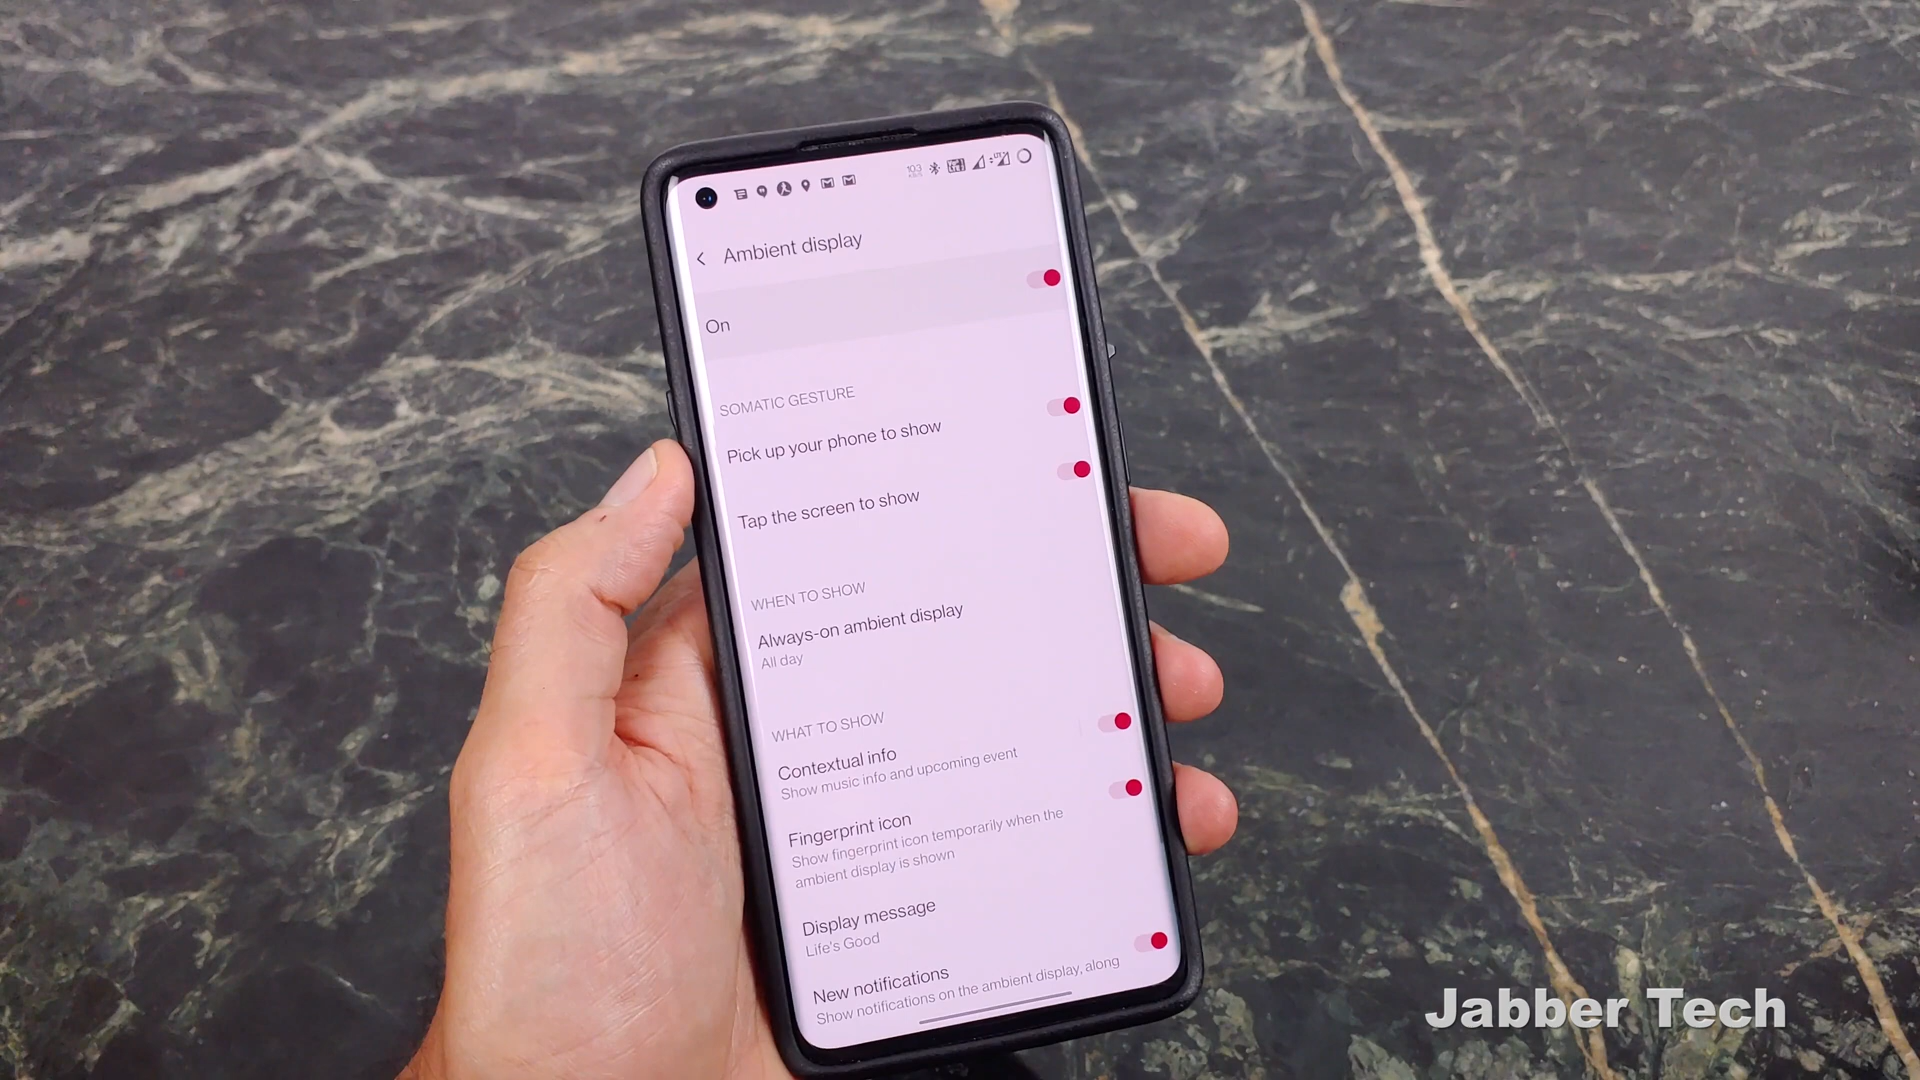 103
Ambient display
On
SOMATIC GESTURE
Pick up your phone to show
Tap the screen to show
WHEN TO SHOW
Always-on ambient display
All day
WHAT TO SHOW
Contextual info
Show music info and upcoming event
Fingerprint icon
Show fingerprint icon temporarily when the
ambient display is shown
Display message
Life's Good
New notifications
Show notifications on the ambient display, along
Jabber Tech